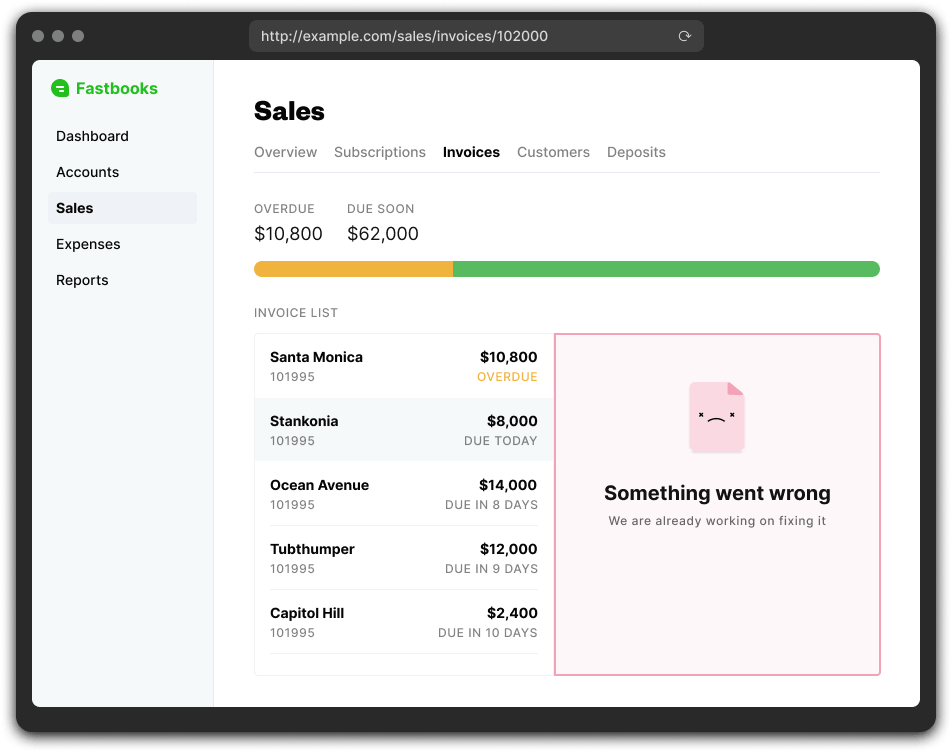 http://example.com/sales/invoices/102000
Fastbooks
Dashboard
Accounts
Sales
Expenses
Reports
Sales
Overview Subscriptions Invoices Customers Deposits
OVERDUE DUE SOON
$10,800 $62,000
INVOICE LIST
Santa Monica $10,800
101995 OVERDUE
Stankonia $8,000
101995 DUE TODAY
Ocean Avenue $14,000
101995 DUE IN 8 DAYS
Tubthumper $12,000
101995 DUE IN 9 DAYS
Capitol Hill $2,400
101995 DUE IN 10 DAYS
Something went wrong
We are already working on fixing it